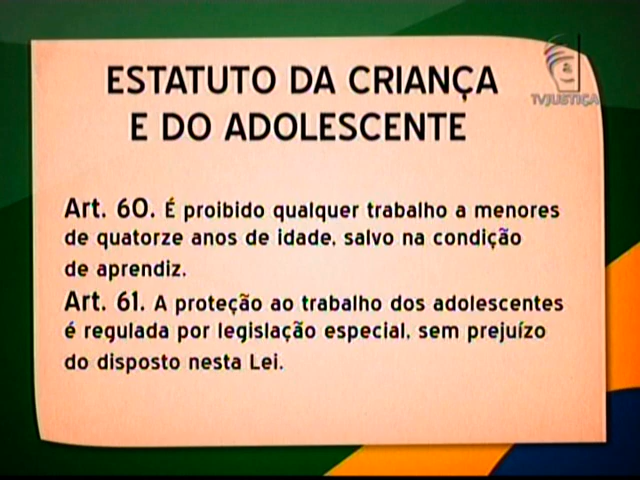 ESTATUTO DA CRIANÇA
E DO ADOLESCENTE
TVJUSTIÇA
Art. 60. É proibido qualquer trabalho a menores
de quatorze anos de idade, salvo na condição
de aprendiz.
Art. 61. A proteção ao trabalho dos adolescentes
é regulada por legislação especial, sem prejuízo
do disposto nesta Lei.